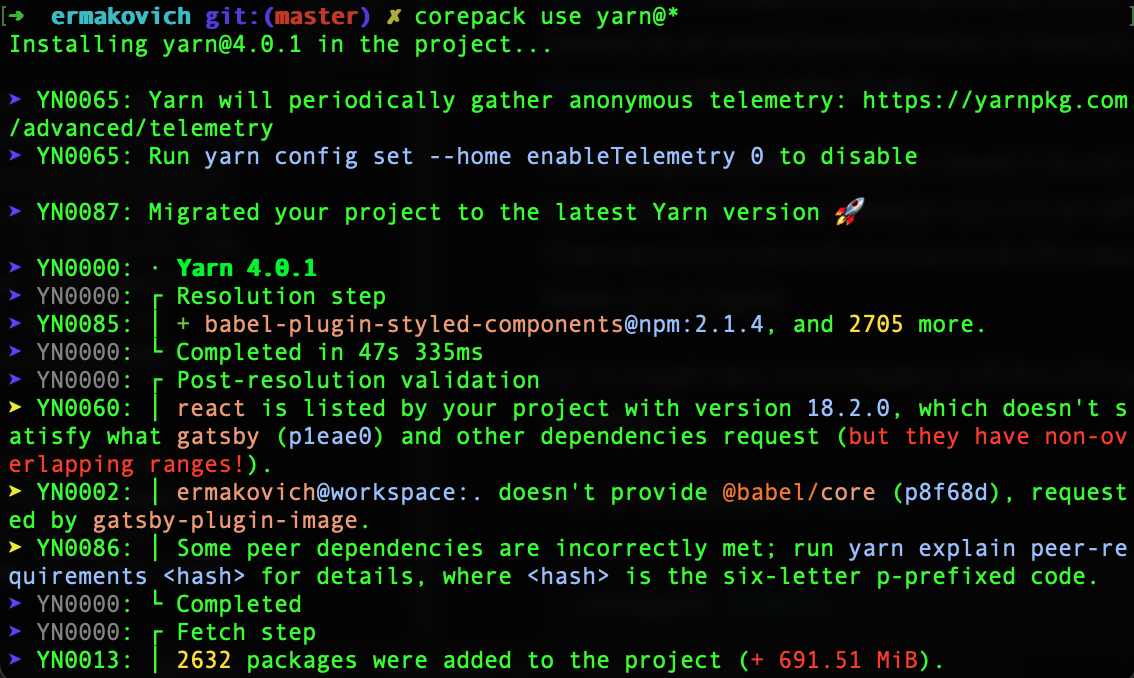 [➜  ermakovich git:(master) ✗ corepack use yarn@*
Installing yarn@4.0.1 in the project...

➤ YN0065: Yarn will periodically gather anonymous telemetry: https://yarnpkg.com
/advanced/telemetry
➤ YN0065: Run yarn config set --home enableTelemetry 0 to disable

➤ YN0087: Migrated your project to the latest Yarn version 🚀

➤ YN0000: · Yarn 4.0.1
➤ YN0000: ┌ Resolution step
➤ YN0085: │ + babel-plugin-styled-components@npm:2.1.4, and 2705 more.
➤ YN0000: └ Completed in 47s 335ms
➤ YN0000: ┌ Post-resolution validation
➤ YN0060: │ react is listed by your project with version 18.2.0, which doesn't s
atisfy what gatsby (p1eae0) and other dependencies request (but they have non-ov
erlapping ranges!).
➤ YN0002: │ ermakovich@workspace:. doesn't provide @babel/core (p8f68d), request
ed by gatsby-plugin-image.
➤ YN0086: │ Some peer dependencies are incorrectly met; run yarn explain peer-re
quirements <hash> for details, where <hash> is the six-letter p-prefixed code.
➤ YN0000: └ Completed
➤ YN0000: ┌ Fetch step
➤ YN0013: │ 2632 packages were added to the project (+ 691.51 MiB).